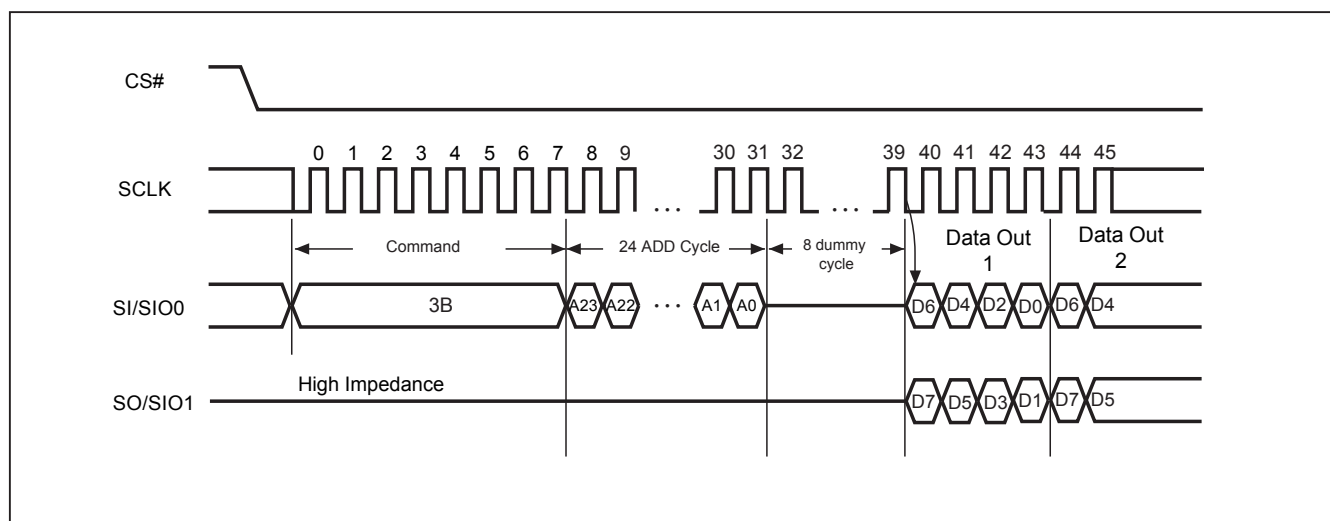 CS#
0 1 2 3 4 5 6 7 8 9 30 31 32 39 40 41 42 43 44 45
SCLK
... ...
Command 24 ADD Cycle 8 dummy cycle Data Out 1 Data Out 2
SI/SIO0 3B A23 A22 ... A1 A0 D6 D4 D2 D0 D6 D4
High Impedance
SO/SIO1 D7 D5 D3 D1 D7 D5